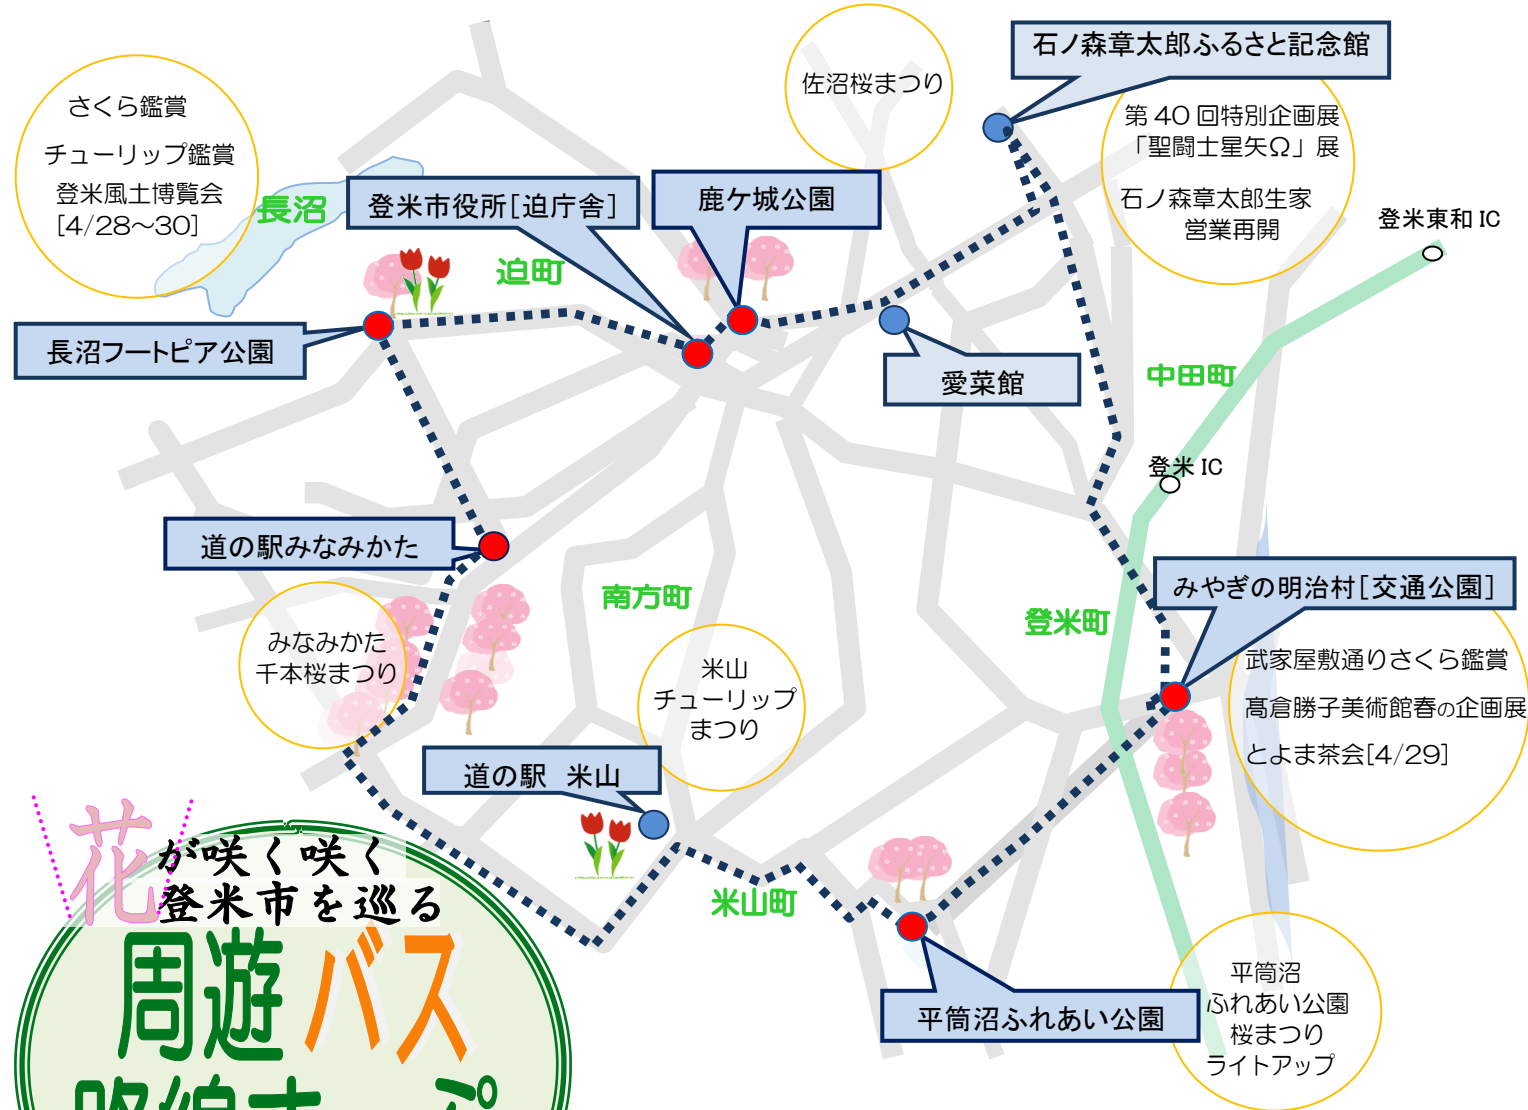 石ノ森章太郎ふるさと記念館
佐沼桜まつり
さくら鑑賞
チューリップ鑑賞
登米風土博覧会
[4/28～30]
第 40 回特別企画展
「聖闘士星矢Ω」展
石ノ森章太郎生家
営業再開
長沼
登米市役所[迫庁舎]
鹿ケ城公園
登米東和 IC
迫町
長沼フートピア公園
愛菜館
中田町
登米 IC
道の駅みなみかた
南方町
登米町
みやぎの明治村[交通公園]
みなみかた
千本桜まつり
米山
チューリップ
まつり
武家屋敷通りさくら鑑賞
髙倉勝子美術館春の企画展
とよま茶会[4/29]
道の駅　米山
米山町
平筒沼ふれあい公園
平筒沼
ふれあい公園
桜まつり
ライトアップ
花が咲く咲く
登米市を巡る
周遊バス
路線まっぷ